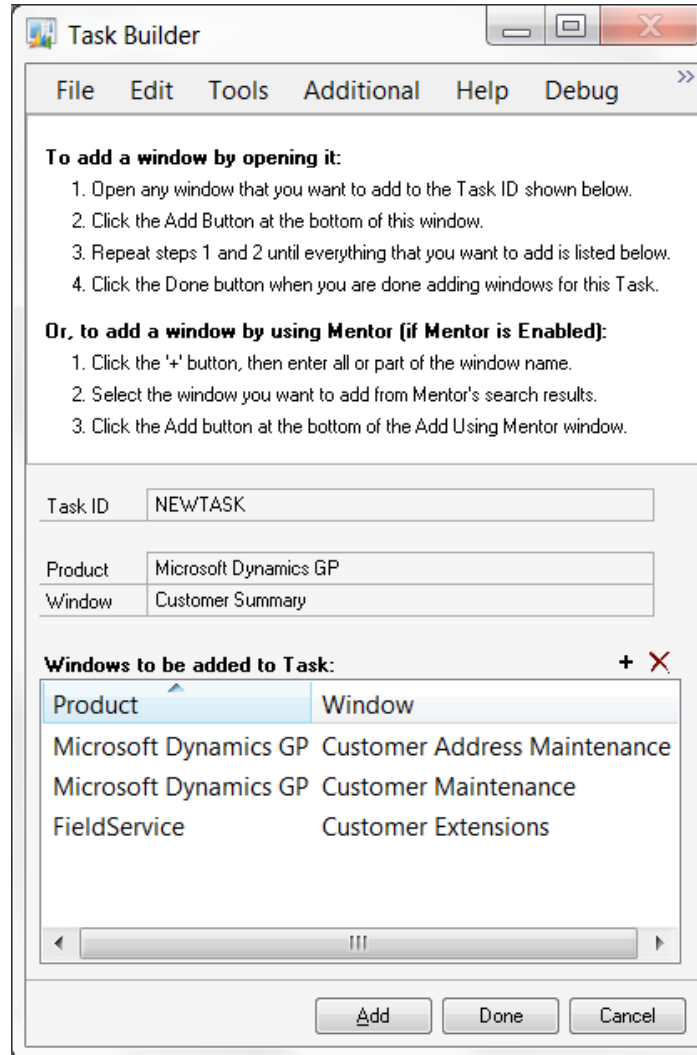 Task Builder
File Edit Tools Additional Help Debug »
To add a window by opening it:
1. Open any window that you want to add to the Task ID shown below.
2. Click the Add Button at the bottom of this window.
3. Repeat steps 1 and 2 until everything that you want to add is listed below.
4. Click the Done button when you are done adding windows for this Task.
Or, to add a window by using Mentor (if Mentor is Enabled):
1. Click the '+' button, then enter all or part of the window name.
2. Select the window you want to add from Mentor's search results.
3. Click the Add button at the bottom of the Add Using Mentor window.
Task ID NEWTASK
Product Microsoft Dynamics GP
Window Customer Summary
Windows to be added to Task: +
Product Window
Microsoft Dynamics GP Customer Address Maintenance
Microsoft Dynamics GP Customer Maintenance
FieldService Customer Extensions
Add Done Cancel